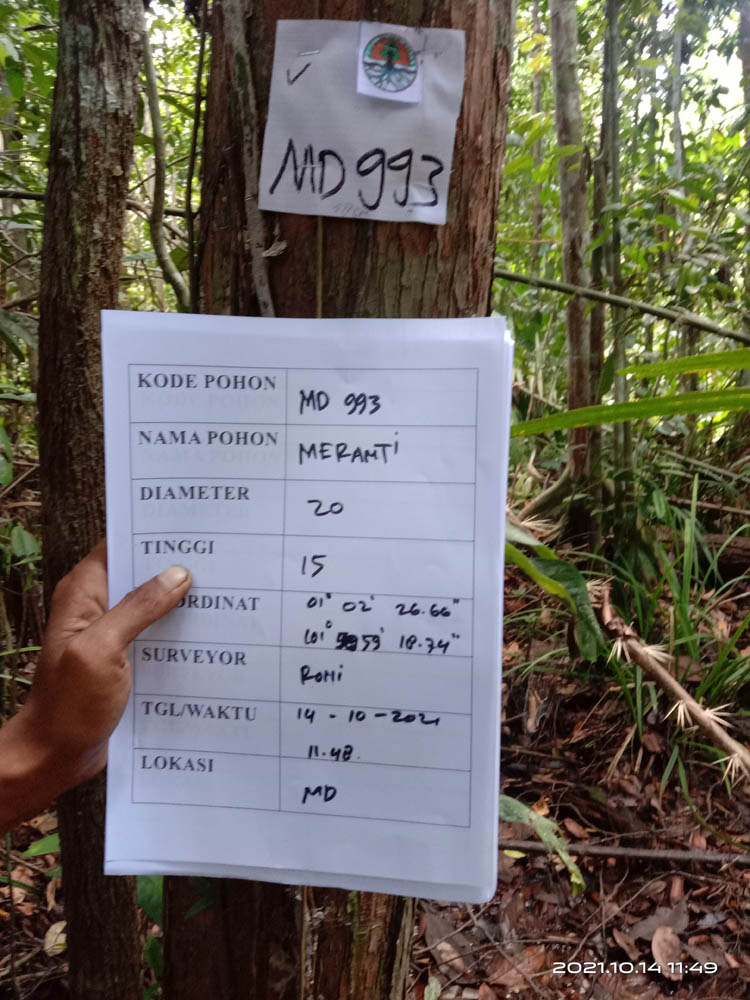 MD 993
KODE POHON MD 993
NAMA POHON MERANTI
DIAMETER 20
TINGGI 15
ORDINAT 01° 02' 26.66"
101° 59' 18.74"
SURVEYOR ROMI
TGL/WAKTU 14 - 10 - 2021
11.48.
LOKASI MD
2021.10.14 11:49